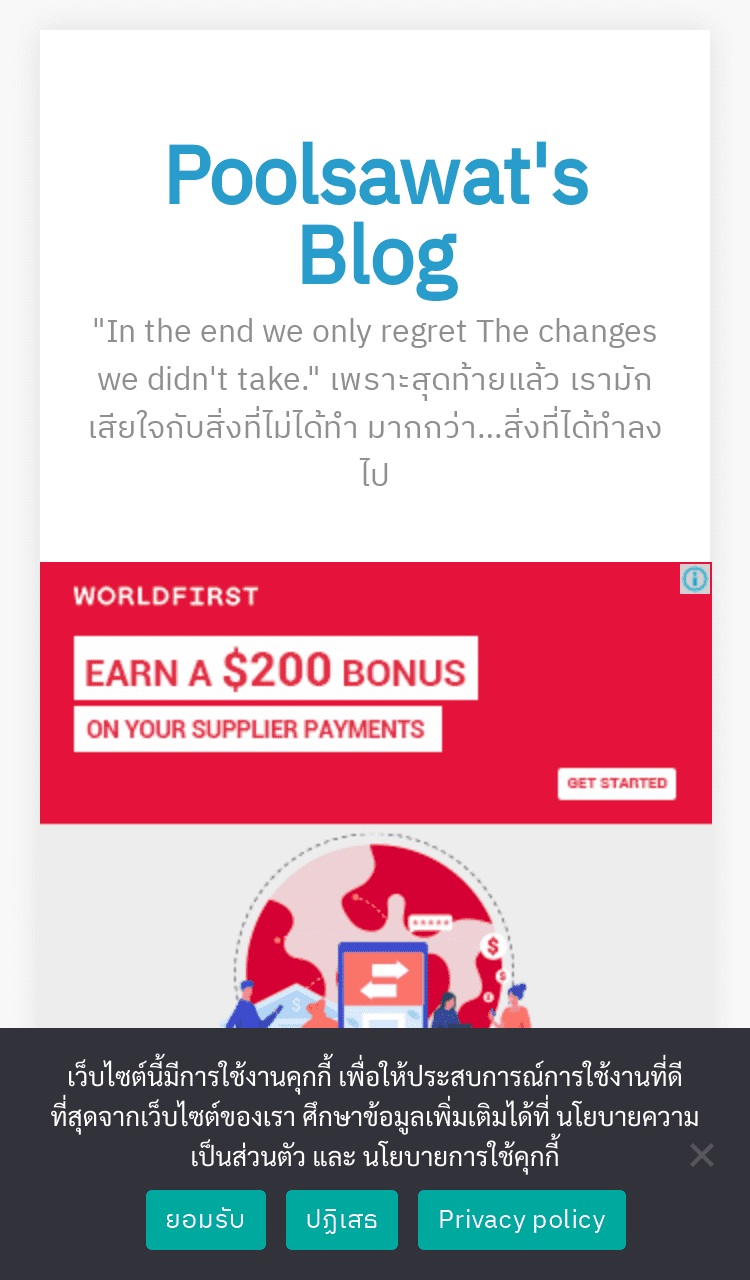 Poolsawat's
Blog
"In the end we only regret The changes
we didn't take." เพราะสุดท้ายแล้ว เรามัก
เสียใจกับสิ่งที่ไม่ได้ทำ มากกว่า...สิ่งที่ได้ทำลง
ไป
WORLDFIRST
EARN A $200 BONUS
ON YOUR SUPPLIER PAYMENTS
GET STARTED
$
$
$
$
เว็บไซต์นี้มีการใช้งานคุกกี้ เพื่อให้ประสบการณ์การใช้งานที่ดี
ที่สุดจากเว็บไซต์ของเรา ศึกษาข้อมูลเพิ่มเติมได้ที่ นโยบายความ
เป็นส่วนตัว และ นโยบายการใช้คุกกี้
ยอมรับ ปฏิเสธ Privacy policy